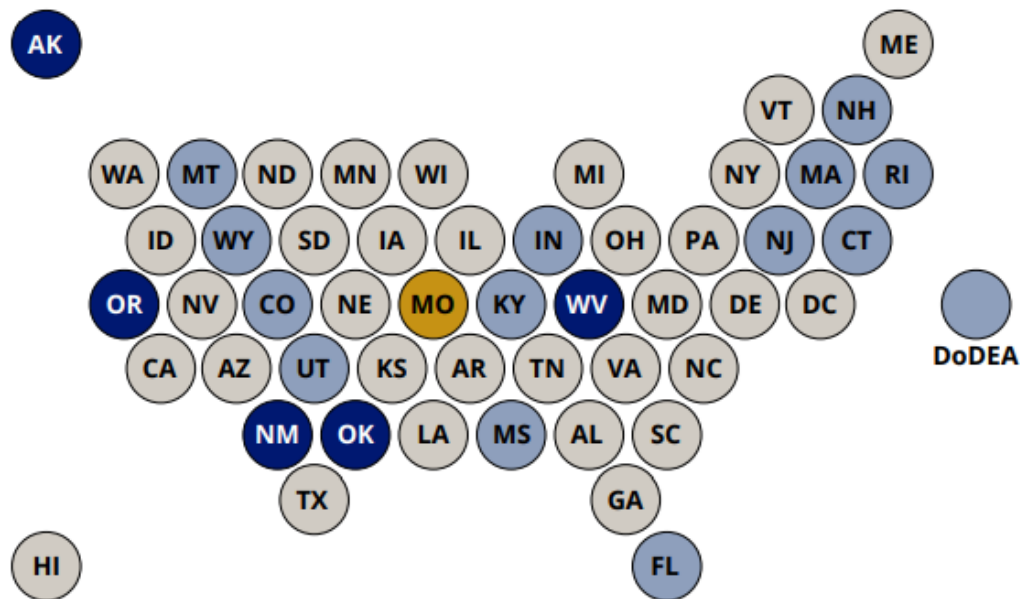 AK ME
VT NH
WA MT ND MN WI MI NY MA RI
ID WY SD IA IL IN OH PA NJ CT
OR NV CO NE MO KY WV MD DE DC
DoDEA
CA AZ UT KS AR TN VA NC
NM OK LA MS AL SC
TX GA
HI FL